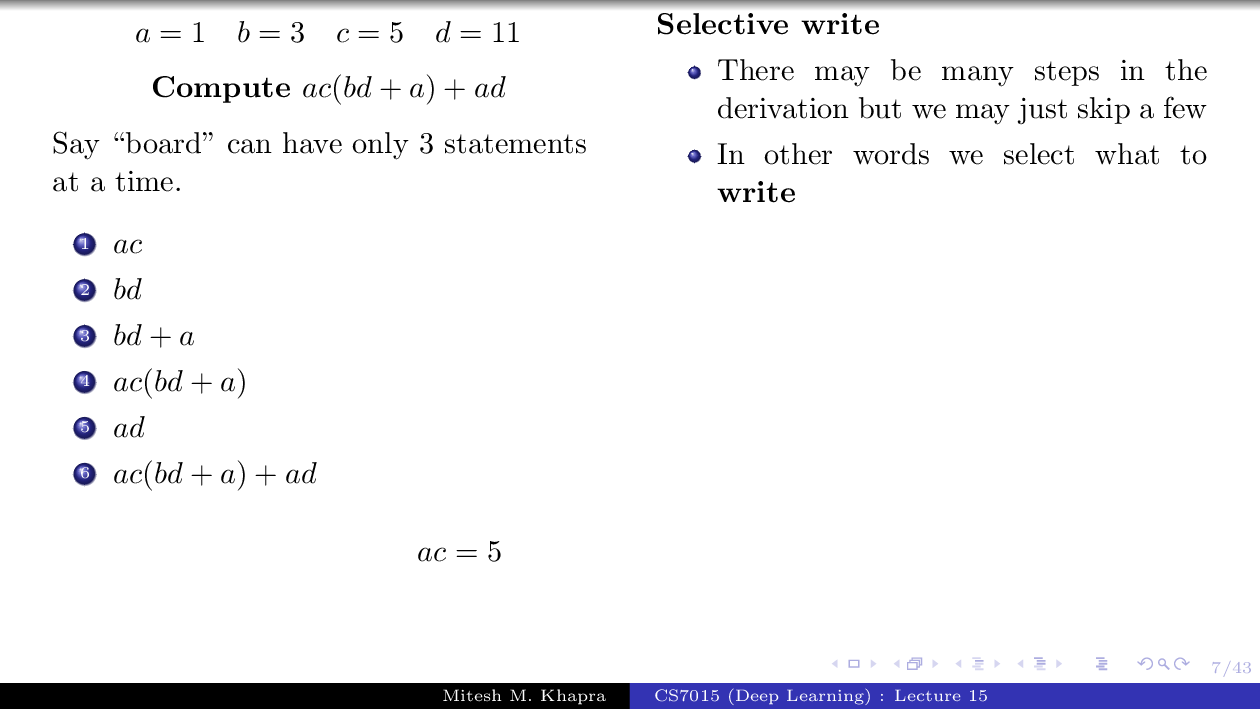 a = 1 b = 3 c = 5 d = 11
Compute ac(bd + a) + ad
Say “board” can have only 3 statements
at a time.
1 ac
2 bd
3 bd + a
4 ac(bd + a)
5 ad
6 ac(bd + a) + ad
ac = 5
Selective write
There may be many steps in the
derivation but we may just skip a few
In other words we select what to
write
7/43
Mitesh M. Khapra
CS7015 (Deep Learning) : Lecture 15